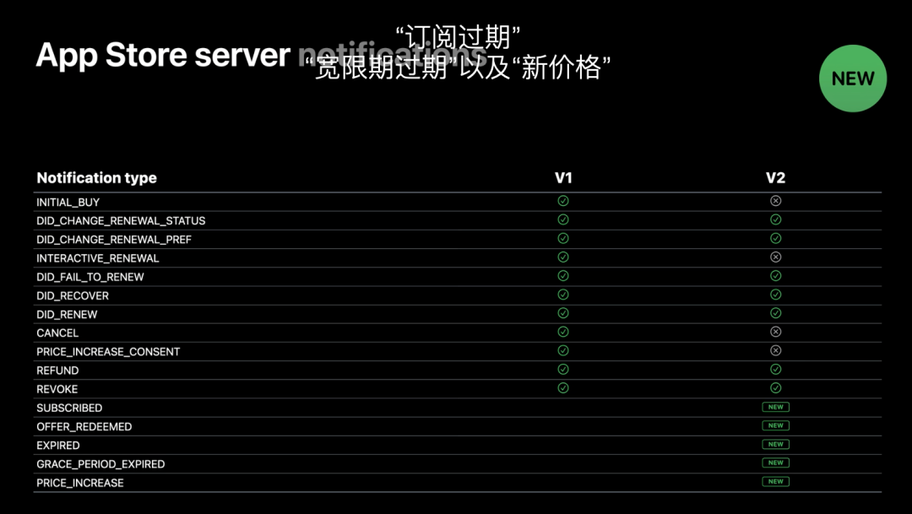 “订阅过期”
App Store server notifications
“宽限期过期”以及“新价格”
NEW
Notification type V1 V2
INITIAL_BUY
DID_CHANGE_RENEWAL_STATUS
DID_CHANGE_RENEWAL_PREF
INTERACTIVE_RENEWAL
DID_FAIL_TO_RENEW
DID_RECOVER
DID_RENEW
CANCEL
PRICE_INCREASE_CONSENT
REFUND
REVOKE
SUBSCRIBED NEW
OFFER_REDEEMED NEW
EXPIRED NEW
GRACE_PERIOD_EXPIRED NEW
PRICE_INCREASE NEW